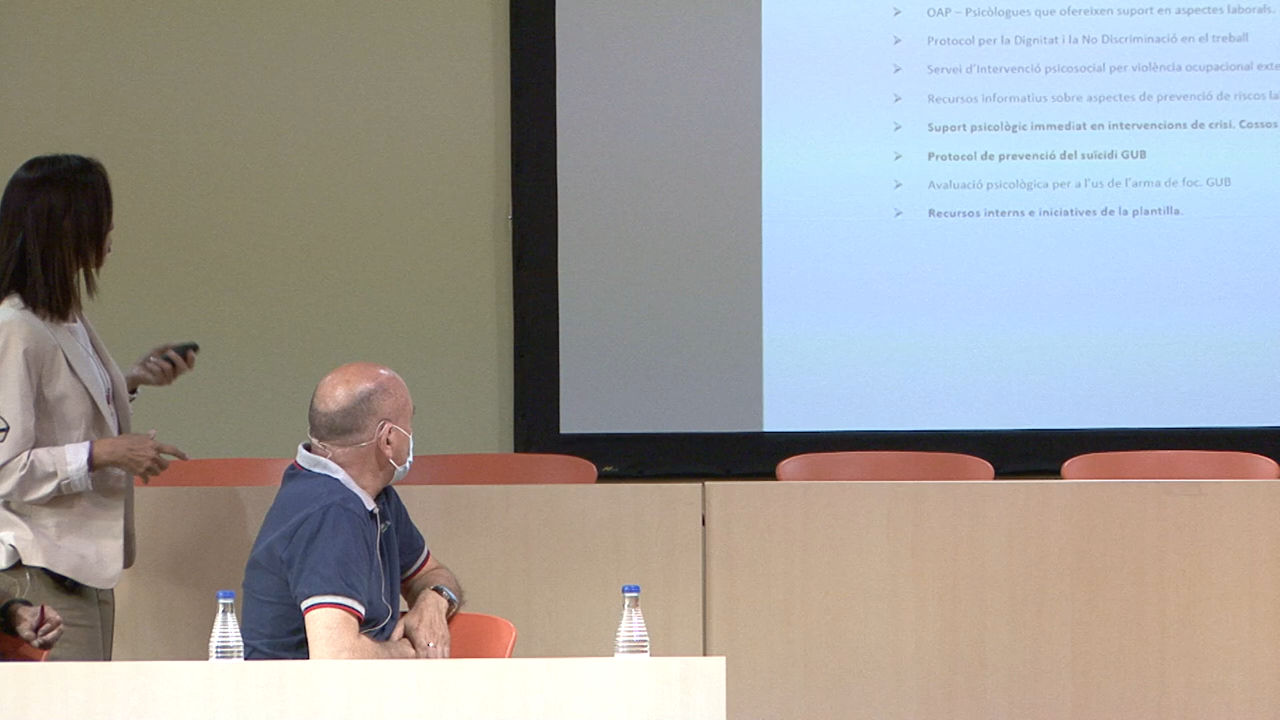 OAP – Psicòlogues que ofereixen suport en aspectes laborals.
Protocol per la Dignitat i la No Discriminació en el treball
Servei d'Intervenció psicosocial per violència ocupacional exte
Recursos informatius sobre aspectes de prevenció de riscos la
Suport psicològic immediat en intervencions de crisi. Cossos
Protocol de prevenció del suïcidi GUB
Avaluació psicològica per a l'us de l'arma de foc. GUB
Recursos interns e iniciatives de la plantilla.